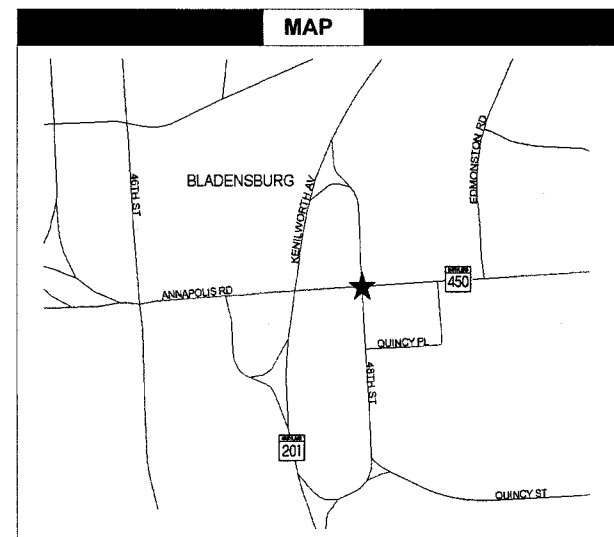 MAP
EDMONSTON RD
46TH ST
BLADENSBURG
KENILWORTH AV
ANNAPOLIS RD
450
QUINCY PL
48TH ST
201
QUINCY ST